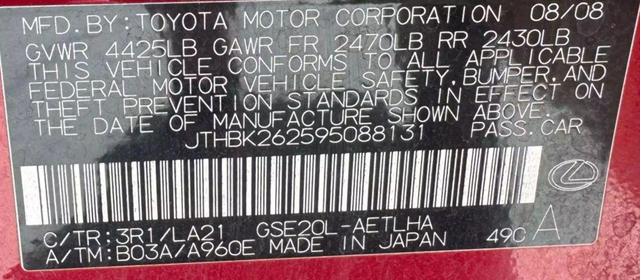 MFD. BY: TOYOTA MOTOR CORPORATION 08/08
GVWR 4425LB GAWR FR 2470LB RR 2430LB
THIS VEHICLE CONFORMS TO ALL APPLICABLE
FEDERAL MOTOR VEHICLE SAFETY, BUMPER, AND
THEFT PREVENTION STANDARDS IN EFFECT ON
THE DATE OF MANUFACTURE SHOWN ABOVE.
JTHBK262595088131 PASS. CAR
C/TR: 3R1/LA21 GSE20L-AETLHA A
A/TM: B03A/A960E MADE IN JAPAN 49C